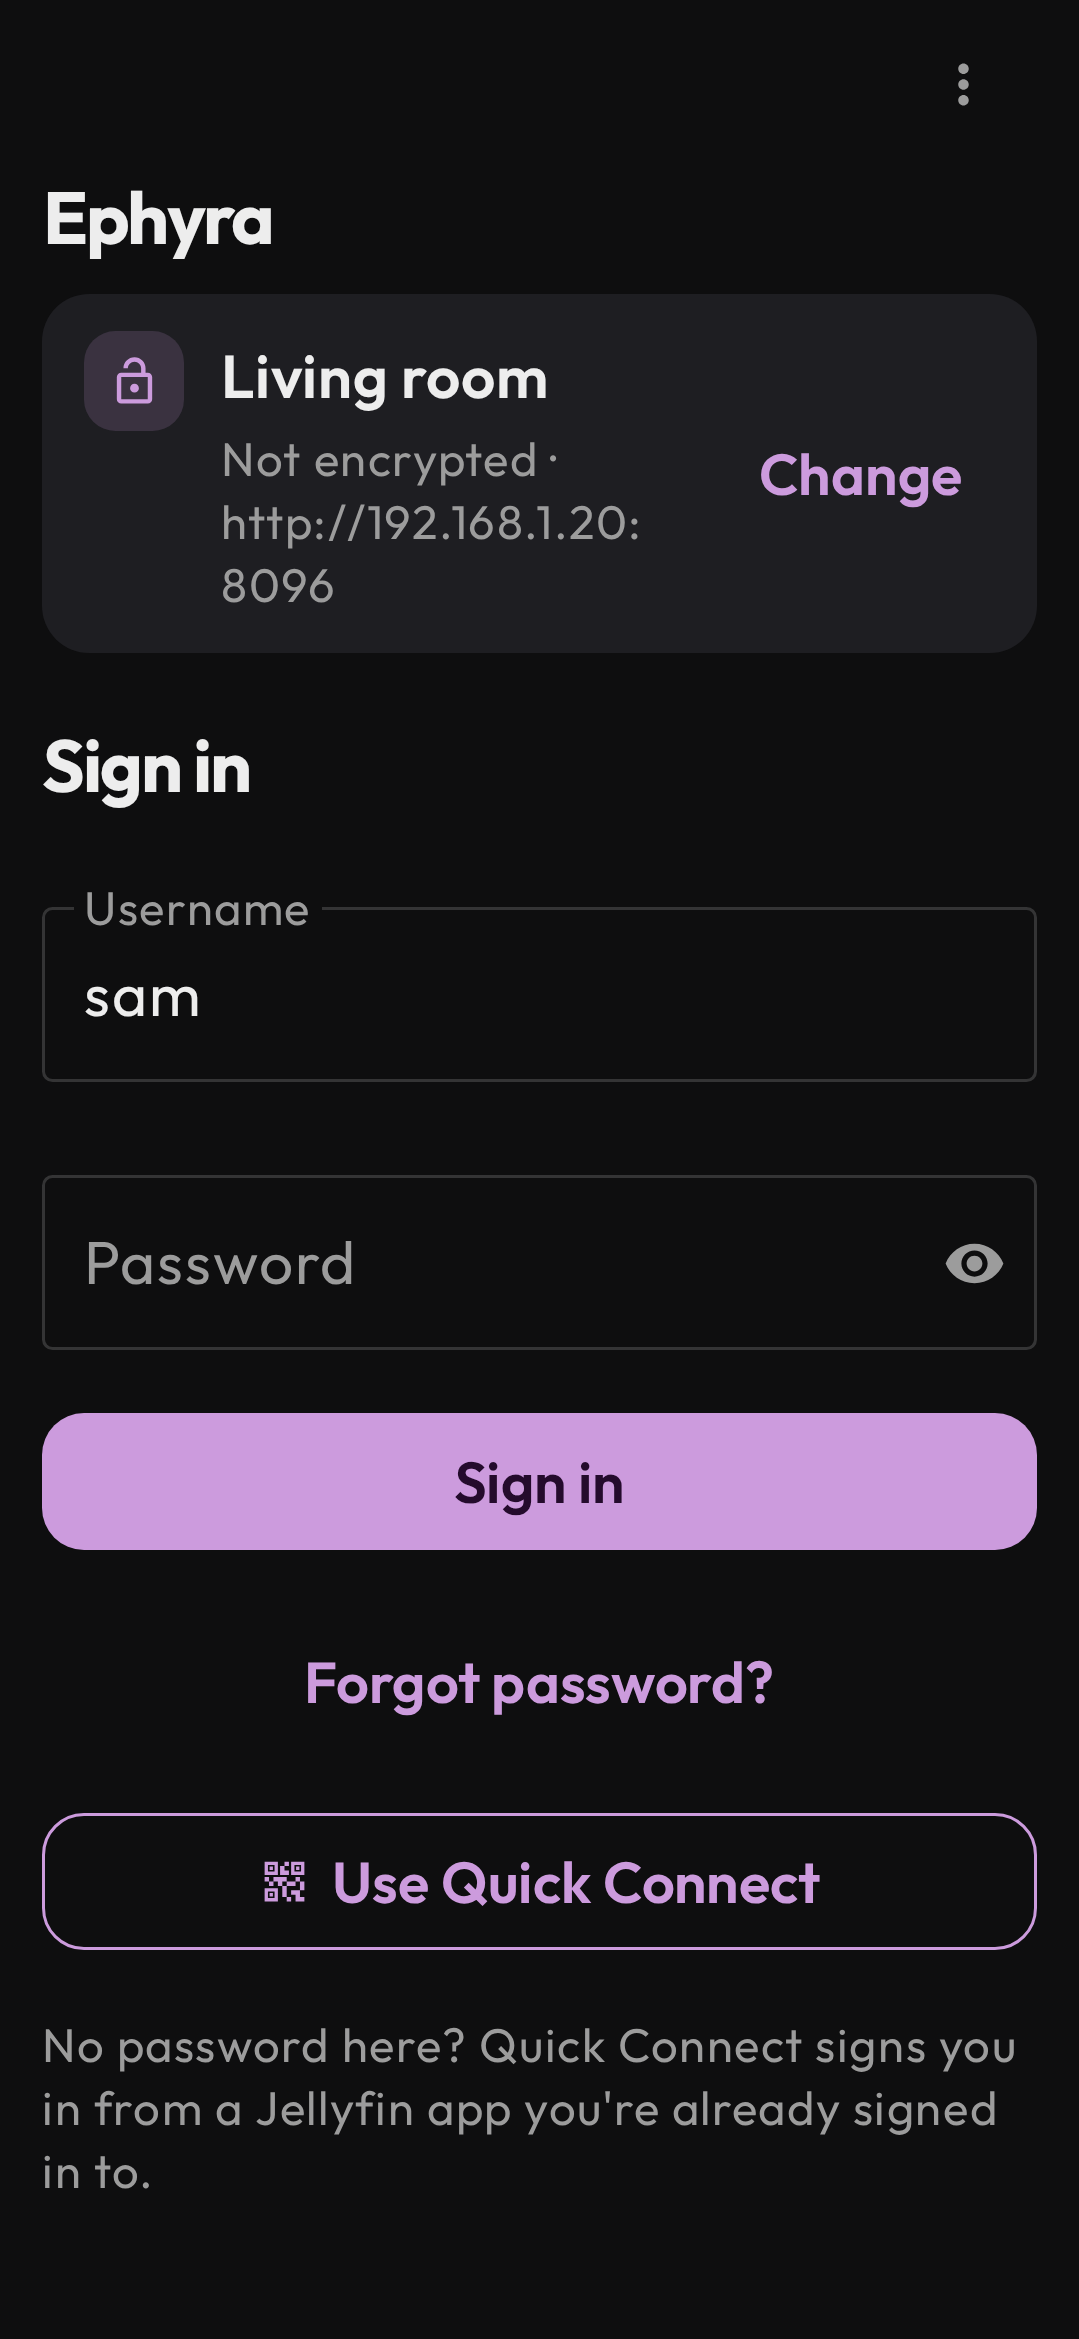 Ephyra
Living room
Not encrypted ·
http://192.168.1.20:
8096
Change
Sign in
Username
sam
Password
Sign in
Forgot password?
Use Quick Connect
No password here? Quick Connect signs you
in from a Jellyfin app you're already signed
in to.